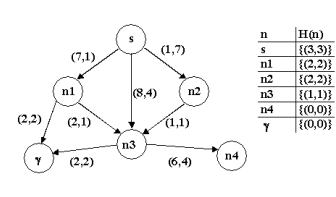 s
(7,1)
(1,7)
n1
(8,4)
n2
(2,2)
(2,1)
(1,1)
γ
n3
(2,2)
(6,4)
n4
n H(n)
s {(3,3)}
n1 {(2,2)}
n2 {(2,2)}
n3 {(1,1)}
n4 {(0,0)}
γ {(0,0)}